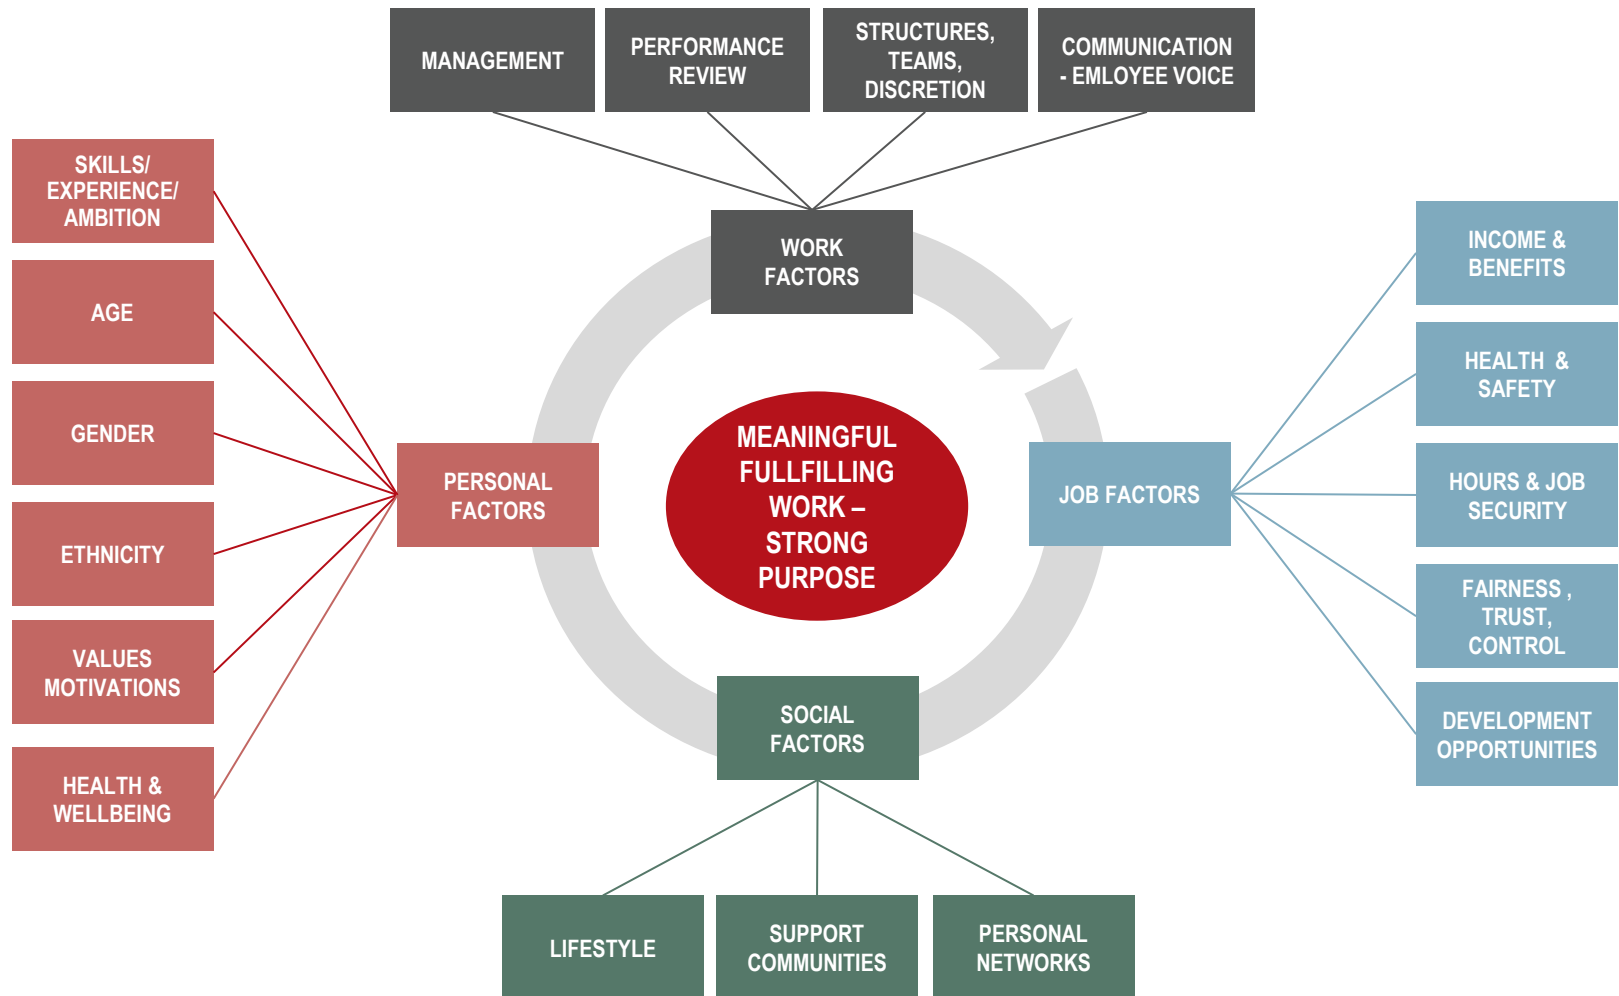 MANAGEMENT
PERFORMANCE
REVIEW
STRUCTURES,
TEAMS,
DISCRETION
COMMUNICATION
- EMLOYEE VOICE
SKILLS/
EXPERIENCE/
AMBITION
AGE
GENDER
ETHNICITY
VALUES
MOTIVATIONS
HEALTH &
WELLBEING
WORK
FACTORS
PERSONAL
FACTORS
MEANINGFUL
FULLFILLING
WORK –
STRONG
PURPOSE
JOB FACTORS
SOCIAL
FACTORS
INCOME &
BENEFITS
HEALTH &
SAFETY
HOURS & JOB
SECURITY
FAIRNESS ,
TRUST,
CONTROL
DEVELOPMENT
OPPORTUNITIES
LIFESTYLE
SUPPORT
COMMUNITIES
PERSONAL
NETWORKS